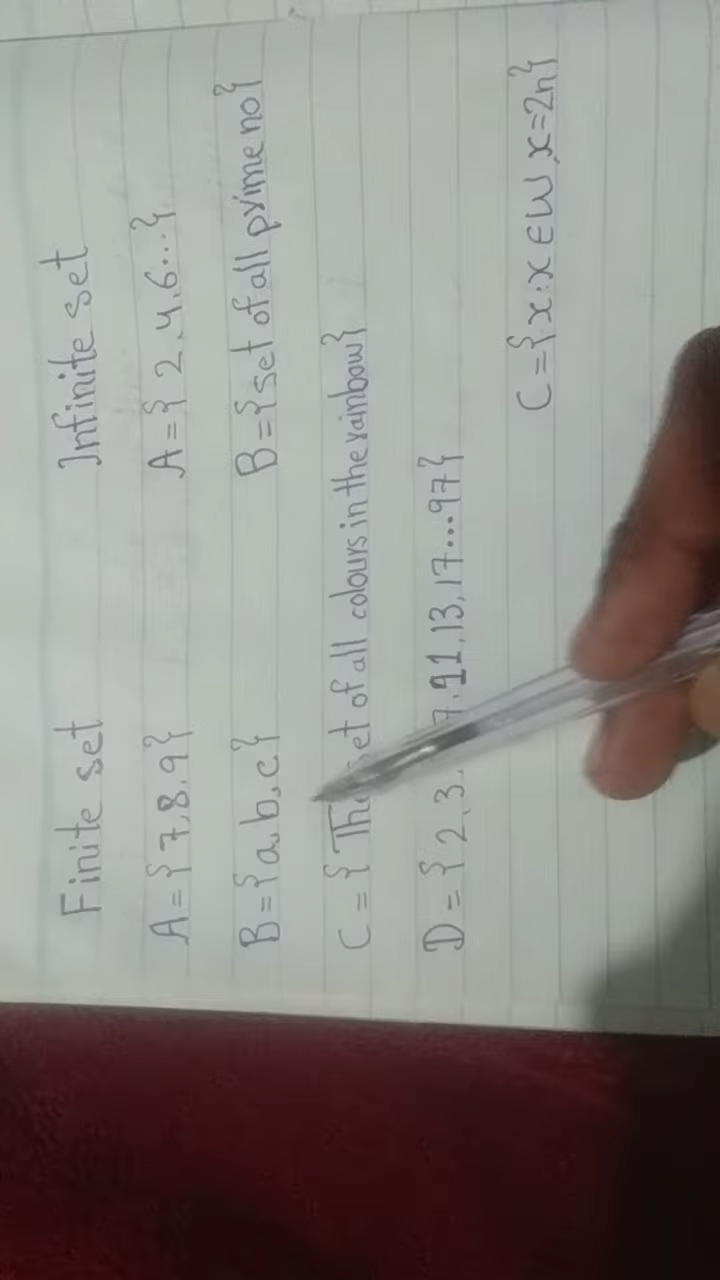 Finite set Infinite set
A = {7,8,9} A = {2,4,6...}
B = {a,b,c} B = {set of all prime no}
C = { The set of all colours in the rainbow}
D = {2,3, 7,11,13,17...97}
C = {x:x∈W,x=2n}